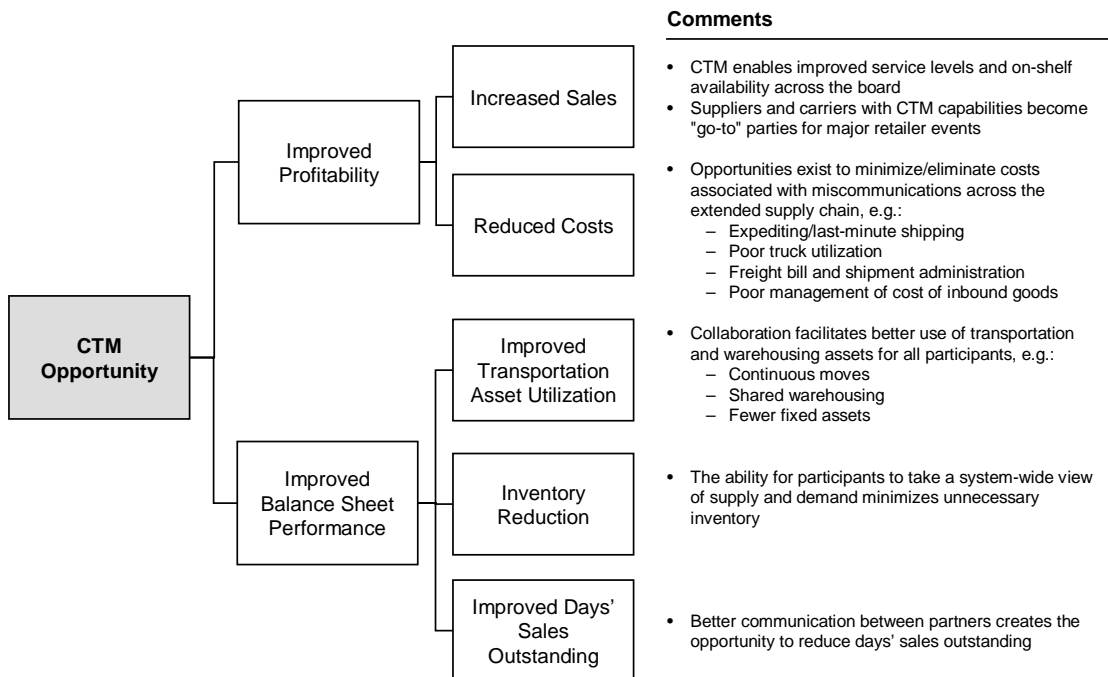 Comments
CTM
Opportunity
Improved
Profitability
Increased Sales
• CTM enables improved service levels and on-shelf
availability across the board
• Suppliers and carriers with CTM capabilities become
"go-to" parties for major retailer events
Reduced Costs
• Opportunities exist to minimize/eliminate costs
associated with miscommunications across the
extended supply chain, e.g.:
– Expediting/last-minute shipping
– Poor truck utilization
– Freight bill and shipment administration
– Poor management of cost of inbound goods
Improved
Balance Sheet
Performance
Improved
Transportation
Asset Utilization
• Collaboration facilitates better use of transportation
and warehousing assets for all participants, e.g.:
– Continuous moves
– Shared warehousing
– Fewer fixed assets
Inventory
Reduction
• The ability for participants to take a system-wide view
of supply and demand minimizes unnecessary
inventory
Improved Days’
Sales
Outstanding
• Better communication between partners creates the
opportunity to reduce days’ sales outstanding